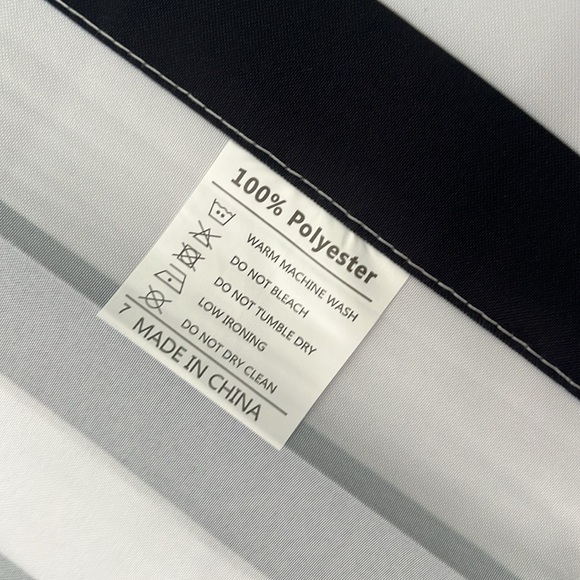 100% Polyester
WARM MACHINE WASH
DO NOT BLEACH
DO NOT TUMBLE DRY
LOW IRONING
DO NOT DRY CLEAN
7 MADE IN CHINA